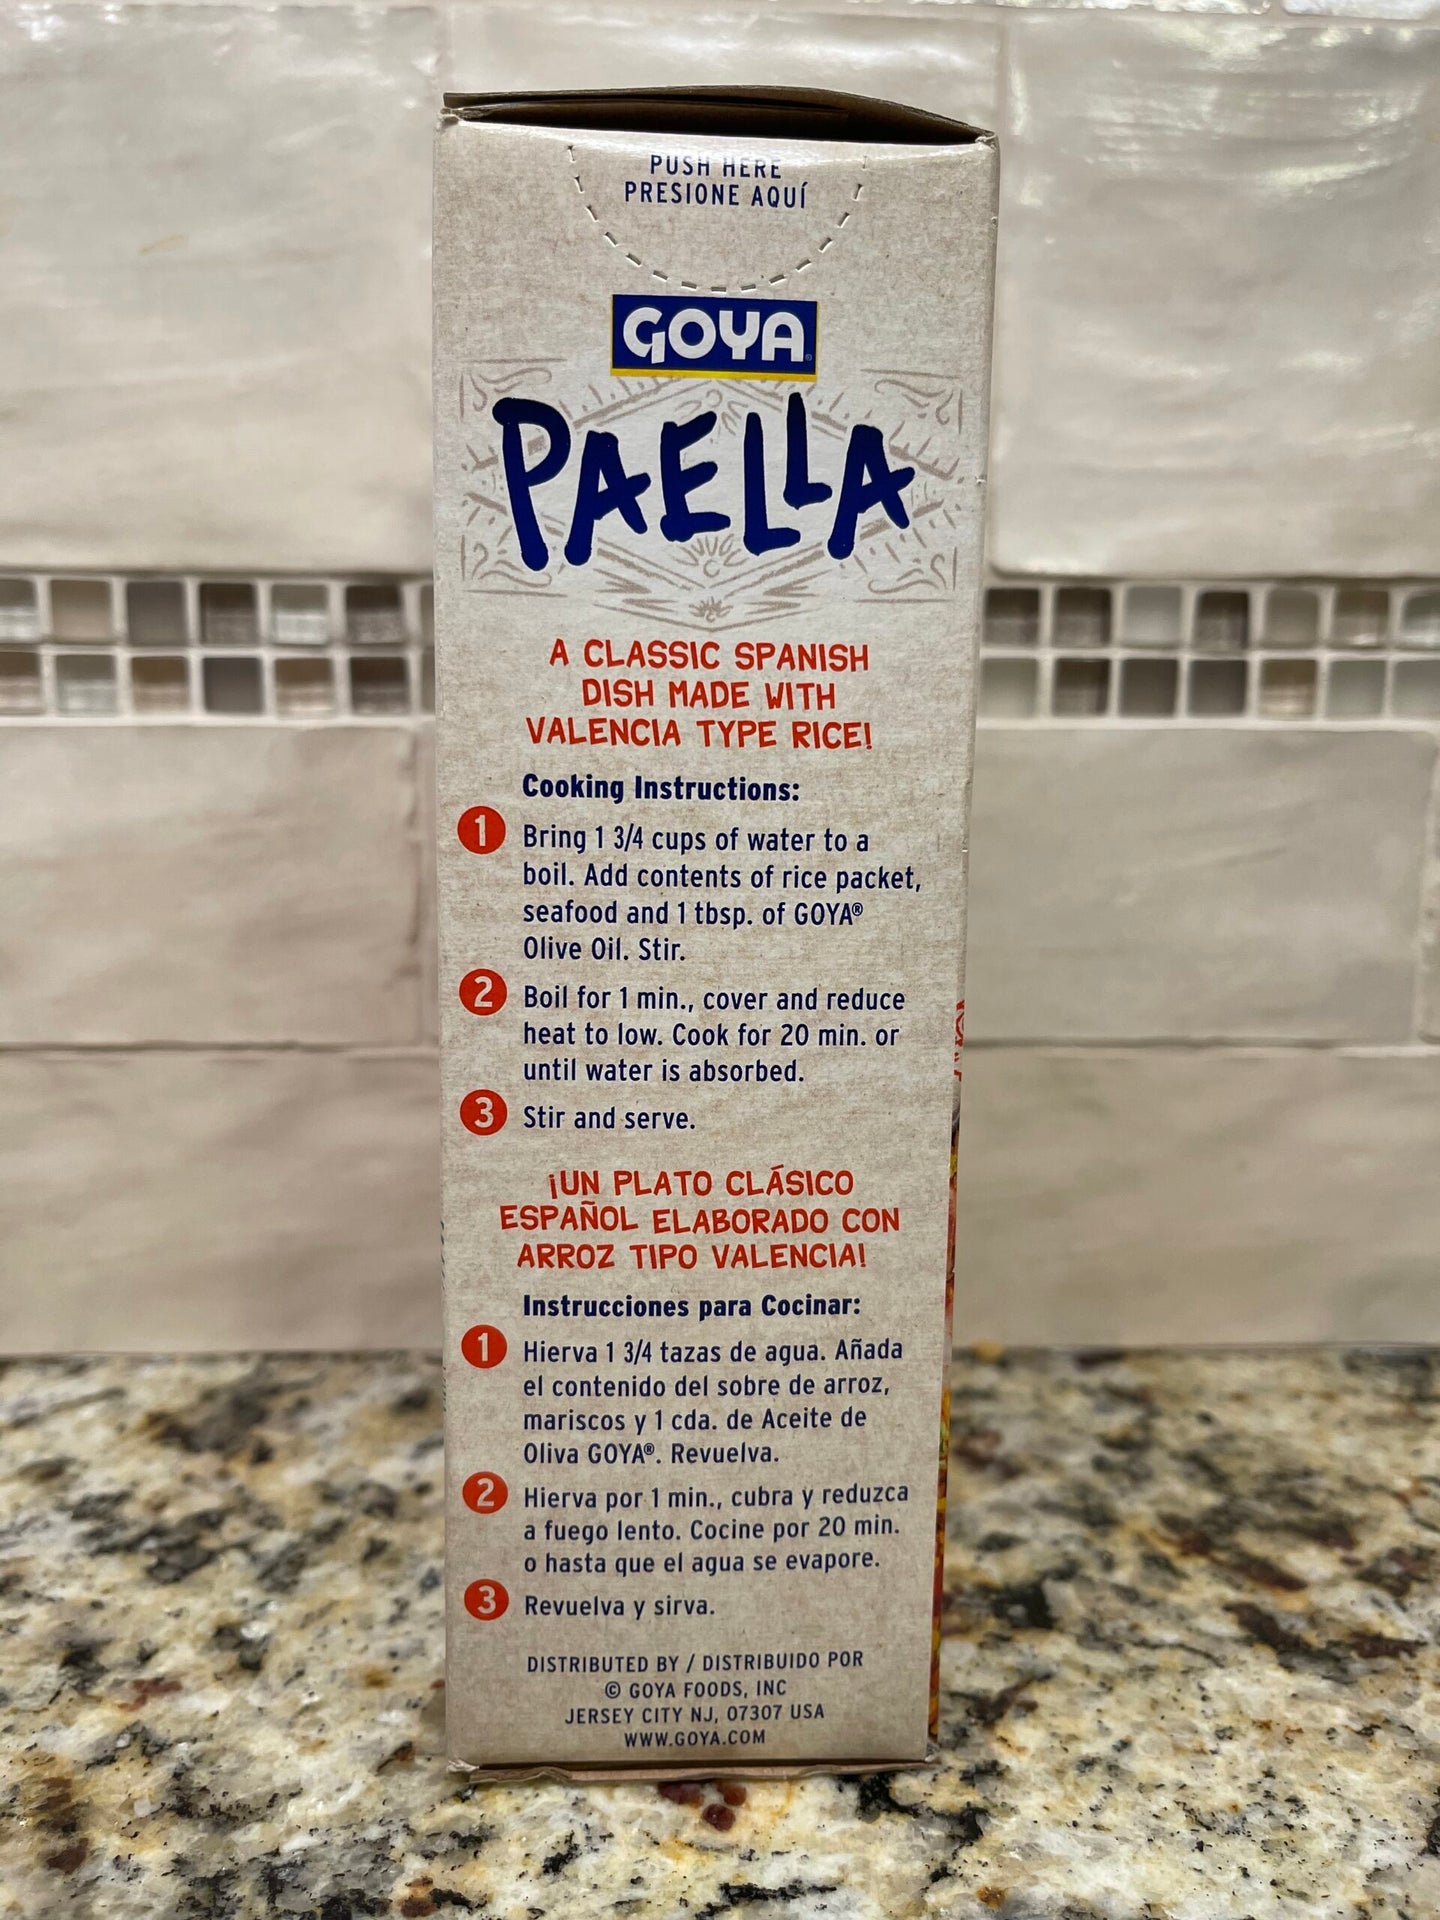 PUSH HERE
PRESIONE AQUÍ
GOYA®
PAELLA
A CLASSIC SPANISH
DISH MADE WITH
VALENCIA TYPE RICE!
Cooking Instructions:
1 Bring 1 3/4 cups of water to a
boil. Add contents of rice packet,
seafood and 1 tbsp. of GOYA®
Olive Oil. Stir.
2 Boil for 1 min., cover and reduce
heat to low. Cook for 20 min. or
until water is absorbed.
3 Stir and serve.
¡UN PLATO CLÁSICO
ESPAÑOL ELABORADO CON
ARROZ TIPO VALENCIA!
Instrucciones para Cocinar:
1 Hierva 1 3/4 tazas de agua. Añada
el contenido del sobre de arroz,
mariscos y 1 cda. de Aceite de
Oliva GOYA®. Revuelva.
2 Hierva por 1 min., cubra y reduzca
a fuego lento. Cocine por 20 min.
o hasta que el agua se evapore.
3 Revuelva y sirva.
DISTRIBUTED BY / DISTRIBUIDO POR
© GOYA FOODS, INC
JERSEY CITY NJ, 07307 USA
WWW.GOYA.COM